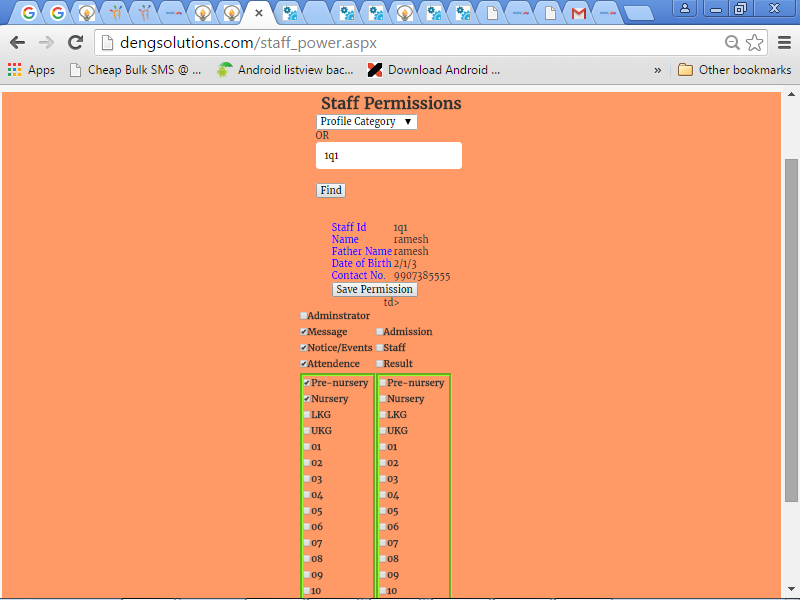 dengsolutions.com/staff_power.aspx
Apps Cheap Bulk SMS @ ... Android listview bac... Download Android ... » Other bookmarks
Staff Permissions
Profile Category ▼
OR
1q1
Find
Staff Id 1q1
Name ramesh
Father Name ramesh
Date of Birth 2/1/3
Contact No. 9907385555
Save Permission
td>
Adminstrator
Message Admission
Notice/Events Staff
Attendence Result
Pre-nursery Pre-nursery
Nursery Nursery
LKG LKG
UKG UKG
01 01
02 02
03 03
04 04
05 05
06 06
07 07
08 08
09 09
10 10